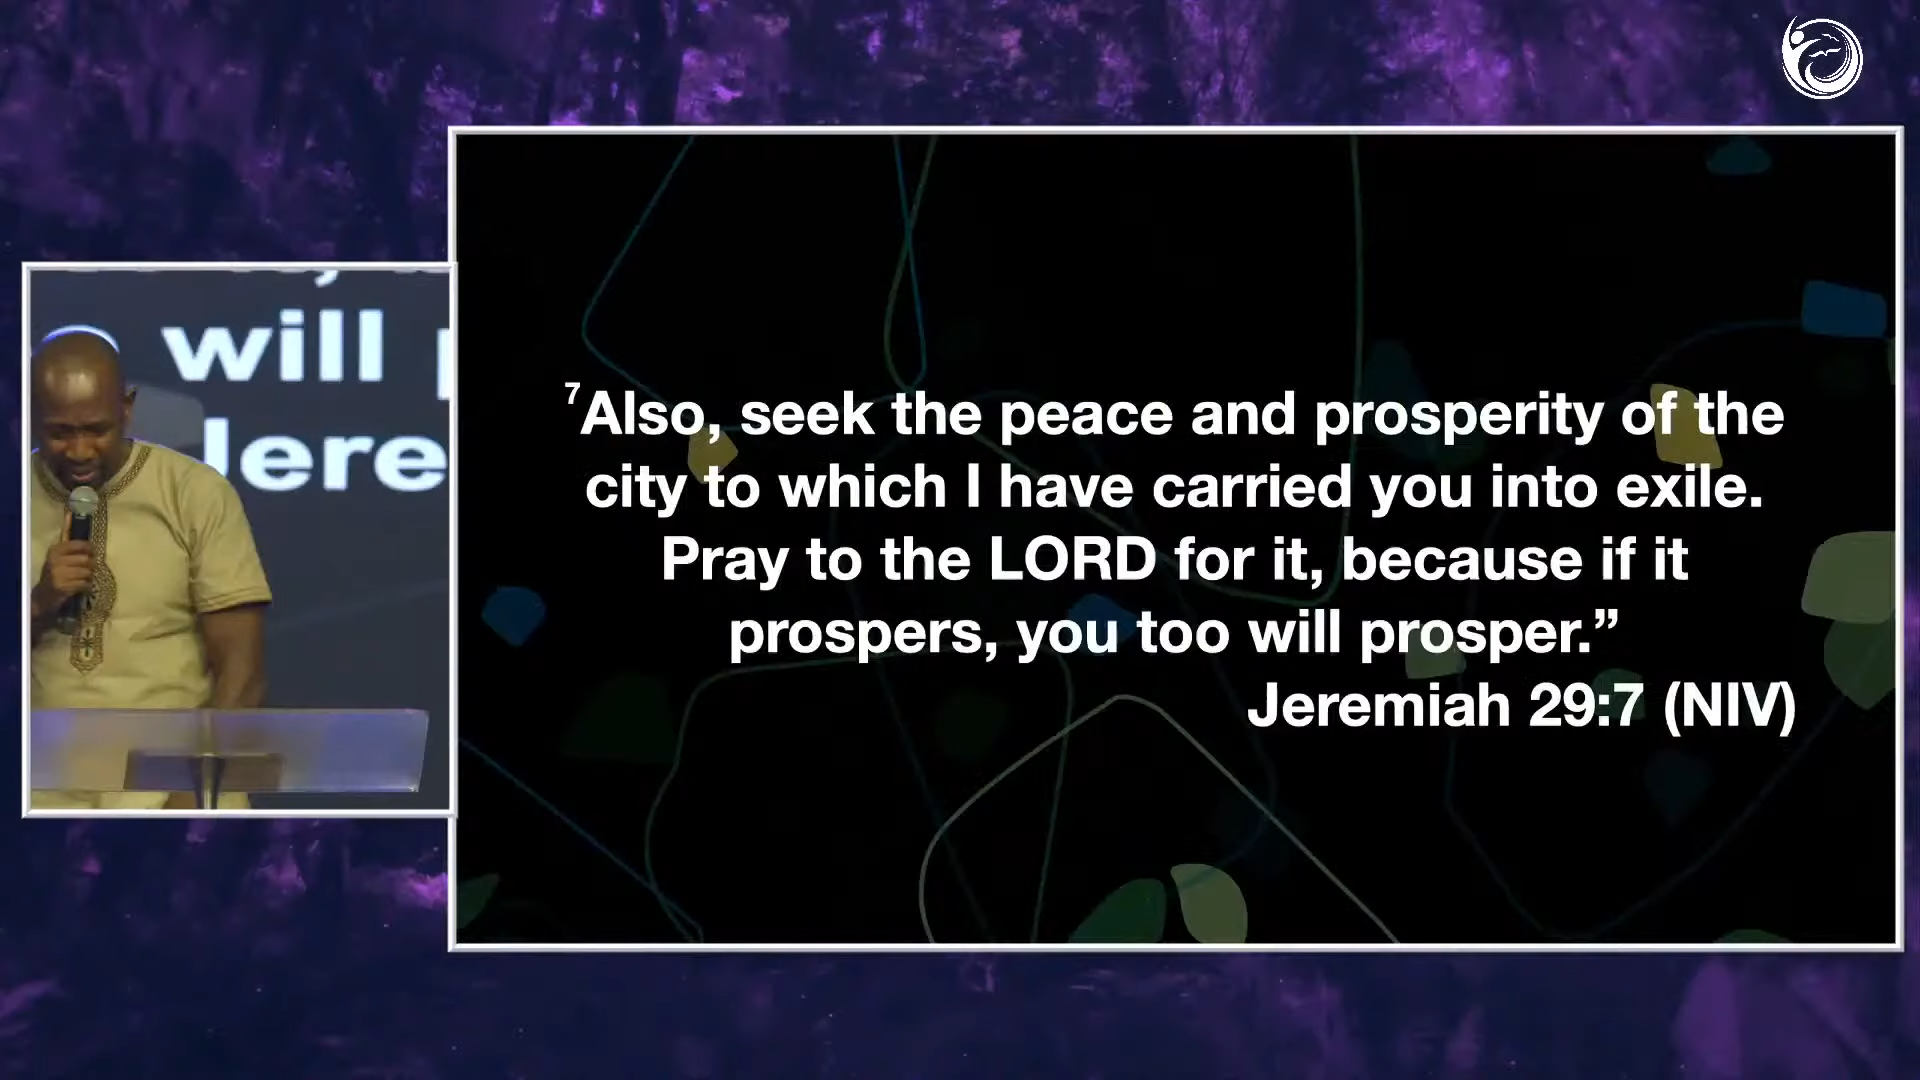 will
Jere
⁷Also, seek the peace and prosperity of the
city to which I have carried you into exile.
Pray to the LORD for it, because if it
prospers, you too will prosper.”
Jeremiah 29:7 (NIV)